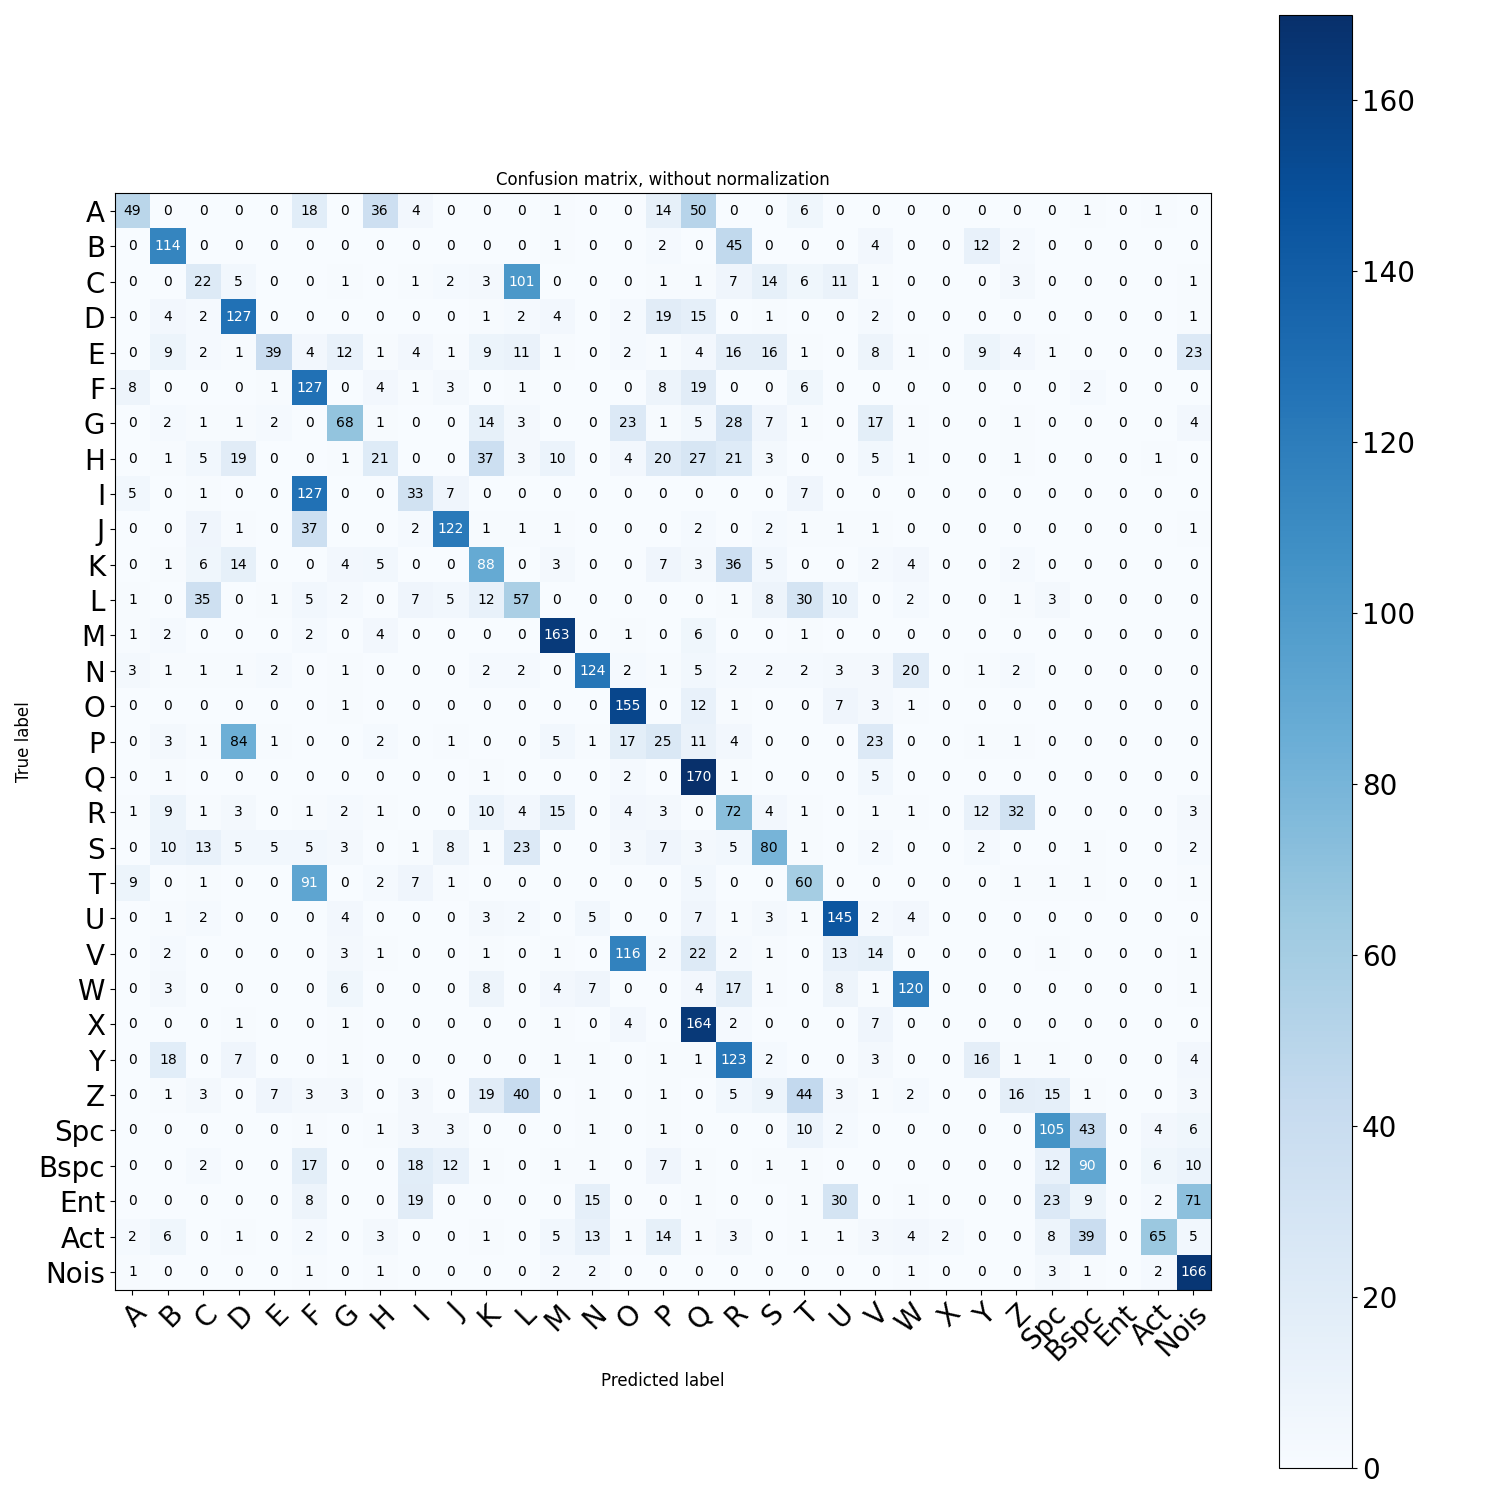 Confusion matrix, without normalization
A 49 0 0 0 0 18 0 36 4 0 0 0 1 0 0 14 50 0 0 6 0 0 0 0 0 0 0 1 0 1 0
B 0 114 0 0 0 0 0 0 0 0 0 0 1 0 0 2 0 45 0 0 0 4 0 0 12 2 0 0 0 0 0
C 0 0 22 5 0 0 1 0 1 2 3 101 0 0 0 1 1 7 14 6 11 1 0 0 0 3 0 0 0 0 1
D 0 4 2 127 0 0 0 0 0 0 1 2 4 0 2 19 15 0 1 0 0 2 0 0 0 0 0 0 0 0 1
E 0 9 2 1 39 4 12 1 4 1 9 11 1 0 2 1 4 16 16 1 0 8 1 0 9 4 1 0 0 0 23
F 8 0 0 0 1 127 0 4 1 3 0 1 0 0 0 8 19 0 0 6 0 0 0 0 0 0 0 2 0 0 0
G 0 2 1 1 2 0 68 1 0 0 14 3 0 0 23 1 5 28 7 1 0 17 1 0 0 1 0 0 0 0 4
H 0 1 5 19 0 0 1 21 0 0 37 3 10 0 4 20 27 21 3 0 0 5 1 0 0 1 0 0 0 1 0
I 5 0 1 0 0 127 0 0 33 7 0 0 0 0 0 0 0 0 0 7 0 0 0 0 0 0 0 0 0 0 0
J 0 0 7 1 0 37 0 0 2 122 1 1 1 0 0 0 2 0 2 1 1 1 0 0 0 0 0 0 0 0 1
K 0 1 6 14 0 0 4 5 0 0 88 0 3 0 0 7 3 36 5 0 0 2 4 0 0 2 0 0 0 0 0
L 1 0 35 0 1 5 2 0 7 5 12 57 0 0 0 0 0 1 8 30 10 0 2 0 0 1 3 0 0 0 0
M 1 2 0 0 0 2 0 4 0 0 0 0 163 0 1 0 6 0 0 1 0 0 0 0 0 0 0 0 0 0 0
N 3 1 1 1 2 0 1 0 0 0 2 2 0 124 2 1 5 2 2 2 3 3 20 0 1 2 0 0 0 0 0
O 0 0 0 0 0 0 1 0 0 0 0 0 0 0 155 0 12 1 0 0 7 3 1 0 0 0 0 0 0 0 0
P 0 3 1 84 1 0 0 2 0 1 0 0 5 1 17 25 11 4 0 0 0 23 0 0 1 1 0 0 0 0 0
Q 0 1 0 0 0 0 0 0 0 0 1 0 0 0 2 0 170 1 0 0 0 5 0 0 0 0 0 0 0 0 0
R 1 9 1 3 0 1 2 1 0 0 10 4 15 0 4 3 0 72 4 1 0 1 1 0 12 32 0 0 0 0 3
S 0 10 13 5 5 5 3 0 1 8 1 23 0 0 3 7 3 5 80 1 0 2 0 0 2 0 0 1 0 0 2
T 9 0 1 0 0 91 0 2 7 1 0 0 0 0 0 0 5 0 0 60 0 0 0 0 0 1 1 1 0 0 1
U 0 1 2 0 0 0 4 0 0 0 3 2 0 5 0 0 7 1 3 1 145 2 4 0 0 0 0 0 0 0 0
V 0 2 0 0 0 0 3 1 0 0 1 0 1 0 116 2 22 2 1 0 13 14 0 0 0 0 1 0 0 0 1
W 0 3 0 0 0 0 6 0 0 0 8 0 4 7 0 0 4 17 1 0 8 1 120 0 0 0 0 0 0 0 1
X 0 0 0 1 0 0 1 0 0 0 0 0 1 0 4 0 164 2 0 0 0 7 0 0 0 0 0 0 0 0 0
Y 0 18 0 7 0 0 1 0 0 0 0 0 1 1 0 1 1 123 2 0 0 3 0 0 16 1 1 0 0 0 4
Z 0 1 3 0 7 3 3 0 3 0 19 40 0 1 0 1 0 5 9 44 3 1 2 0 0 16 15 1 0 0 3
Spc 0 0 0 0 0 1 0 1 3 3 0 0 0 1 0 1 0 0 0 10 2 0 0 0 0 0 105 43 0 4 6
Bspc 0 0 2 0 0 17 0 0 18 12 1 0 1 1 0 7 1 0 1 1 0 0 0 0 0 0 12 90 0 6 10
Ent 0 0 0 0 0 8 0 0 19 0 0 0 0 15 0 0 1 0 0 1 30 0 1 0 0 0 23 9 0 2 71
Act 2 6 0 1 0 2 0 3 0 0 1 0 5 13 1 14 1 3 0 1 1 3 4 2 0 0 8 39 0 65 5
Nois 1 0 0 0 0 1 0 1 0 0 0 0 2 2 0 0 0 0 0 0 0 0 1 0 0 0 3 1 0 2 166
A B C D E F G H I J K L M N O P Q R S T U V W X Y Z Spc Bspc Ent Act Nois
Predicted label
True label
160
140
120
100
80
60
40
20
0